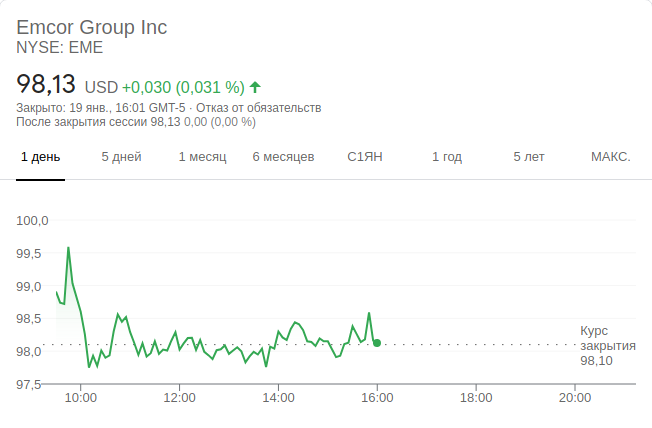 Emcor Group Inc
NYSE: EME
98,13 USD +0,030 (0,031 %)
Закрыто: 19 янв., 16:01 GMT-5 · Отказ от обязательств
После закрытия сессии 98,13 0,00 (0,00 %)
1 день 5 дней 1 месяц 6 месяцев С1ЯН 1 год 5 лет МАКС.
100,0
99,5
99,0
98,5
98,0
97,5
Курс
закрытия
98,10
10:00 12:00 14:00 16:00 18:00 20:00